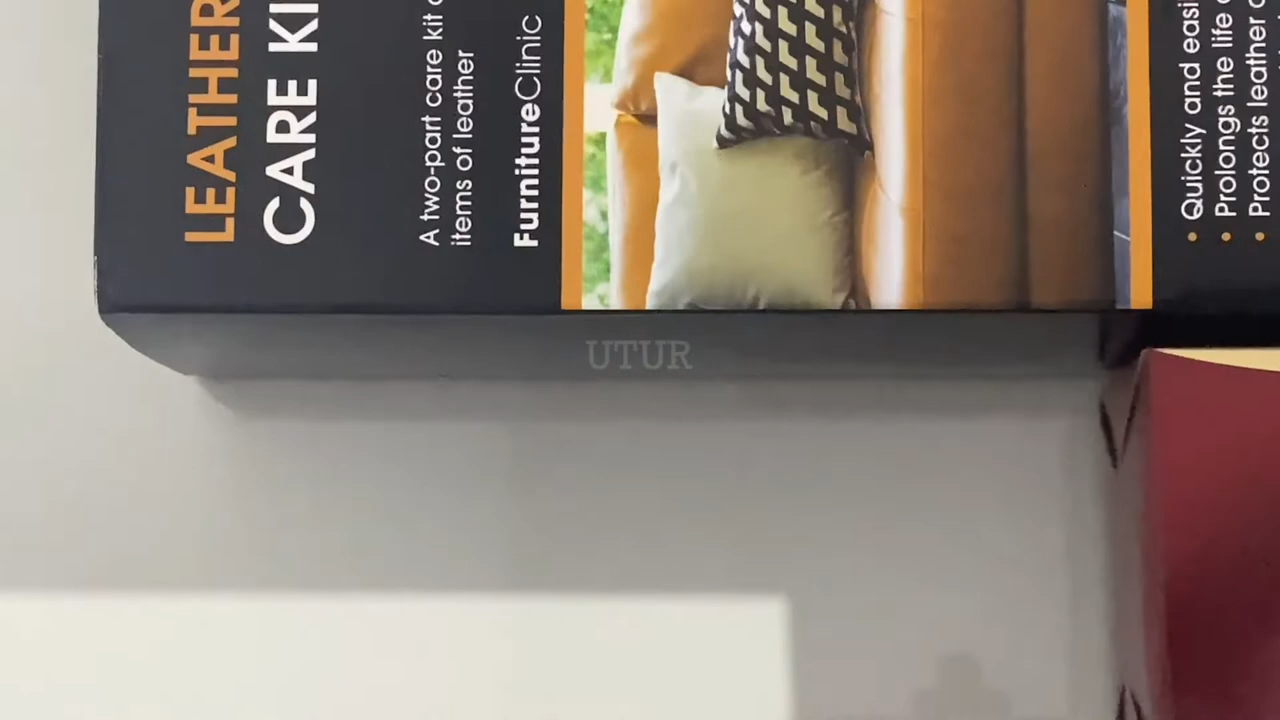 LEATHER
CARE KI
A two-part care kit
items of leather
FurnitureClinic
• Quickly and easi
• Prolongs the life
• Protects leather
UTUR